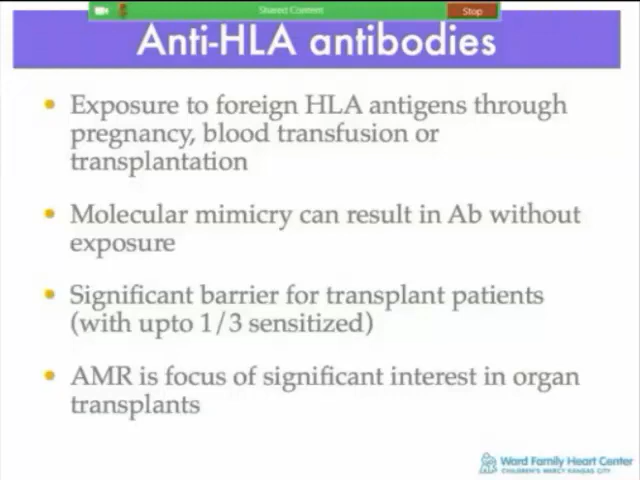 Shared Content
Stop
Anti-HLA antibodies
• Exposure to foreign HLA antigens through
pregnancy, blood transfusion or
transplantation
• Molecular mimicry can result in Ab without
exposure
• Significant barrier for transplant patients
(with upto 1/3 sensitized)
• AMR is focus of significant interest in organ
transplants
Ward Family Heart Center
CHILDREN'S MERCY KANSAS CITY